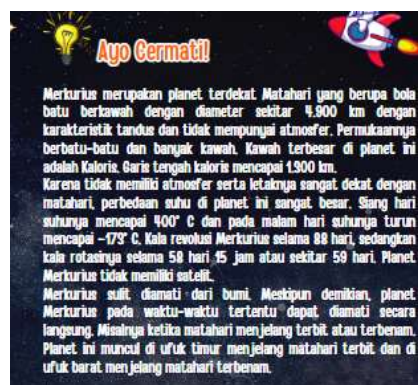 Ayo Cermati!
Merkurius merupakan planet terdekat Matahari yang berupa bola
batu berkawah dengan diameter sekitar 4.900 km dengan
karakteristik tandus dan tidak mempunyai atmosfer. Permukaannya
berbatu-batu dan banyak kawah. Kawah terbesar di planet ini
adalah Kaloris. Garis tengah kaloris mencapai 1.300 km.
Karena tidak memiliki atmosfer serta letaknya sangat dekat dengan
matahari, perbedaan suhu di planet ini sangat besar. Siang hari
suhunya mencapai 400° C dan pada malam hari suhunya turun
mencapai -173° C. Kala revolusi Merkurius selama 88 hari, sedangkan
kala rotasinya selama 58 hari 15 jam atau sekitar 59 hari. Planet
Merkurius tidak memiliki satelit.
Merkurius sulit diamati dari bumi. Meskipun demikian, planet
Merkurius pada waktu-waktu tertentu dapat diamati secara
langsung. Misalnya ketika matahari menjelang terbit atau terbenam.
Planet ini muncul di ufuk timur menjelang matahari terbit dan di
ufuk barat menjelang matahari terbenam.